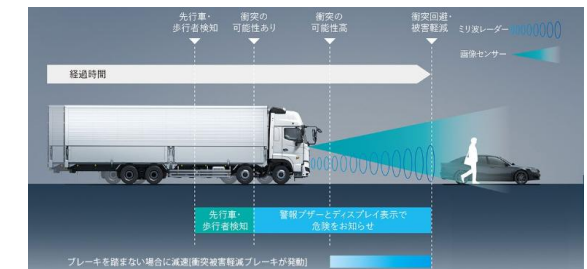 先行車・
歩行者検知
衝突の
可能性あり
衝突の
可能性高
衝突回避・
被害軽減
ミリ波レーダー
画像センサー
経過時間
先行車・
歩行者検知
警報ブザーとディスプレイ表示で
危険をお知らせ
ブレーキを踏まない場合に減速[衝突被害軽減ブレーキが発動]